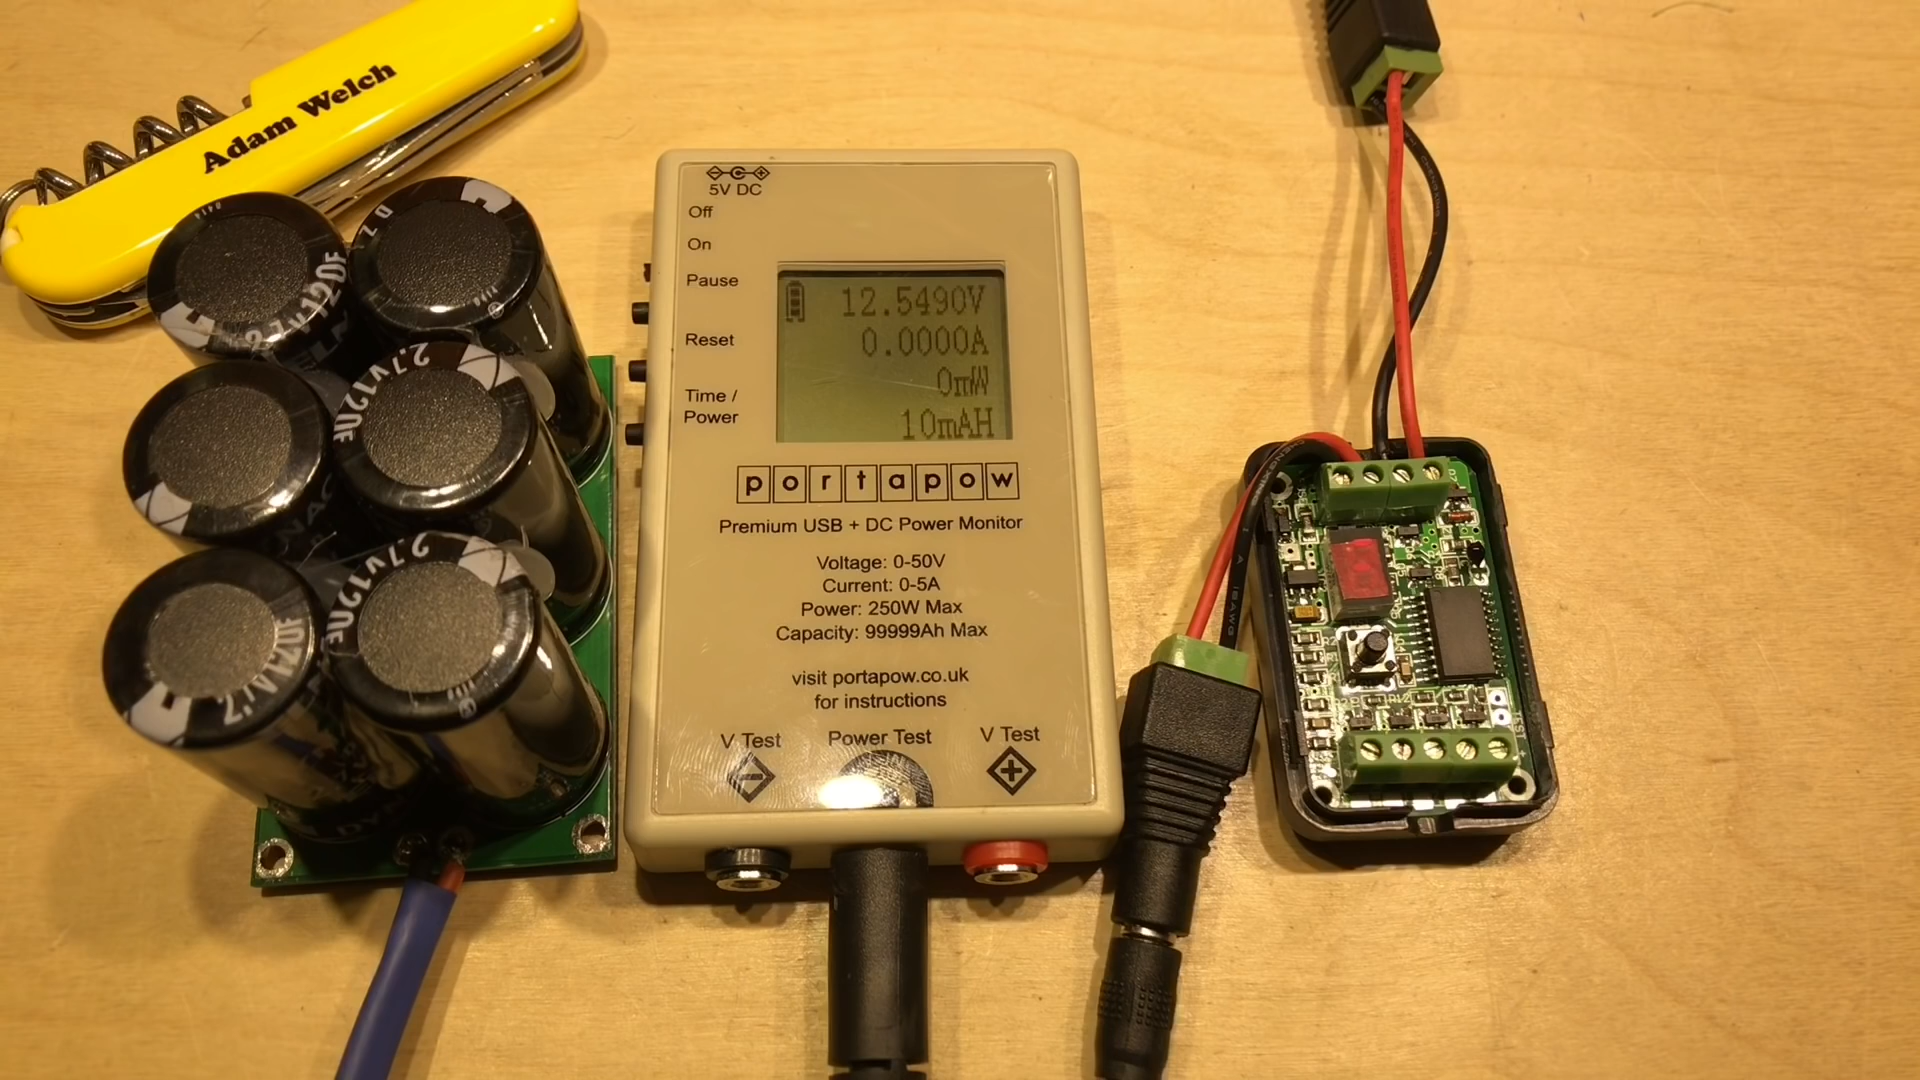 Adam Welch
2.7V120F
2.7V120F
2.7V120F
5V DC
Off
On
Pause
Reset
Time /
Power
12.5490V
0.0000A
0mW
10mAH
portapow
Premium USB + DC Power Monitor
Voltage: 0-50V
Current: 0-5A
Power: 250W Max
Capacity: 99999Ah Max
visit portapow.co.uk
for instructions
V Test
Power Test
V Test
R12